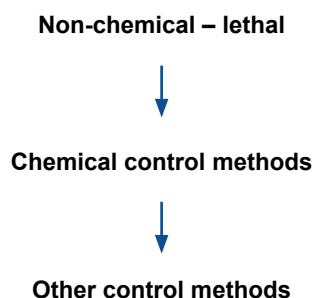 Non-chemical – lethal
Chemical control methods
Other control methods